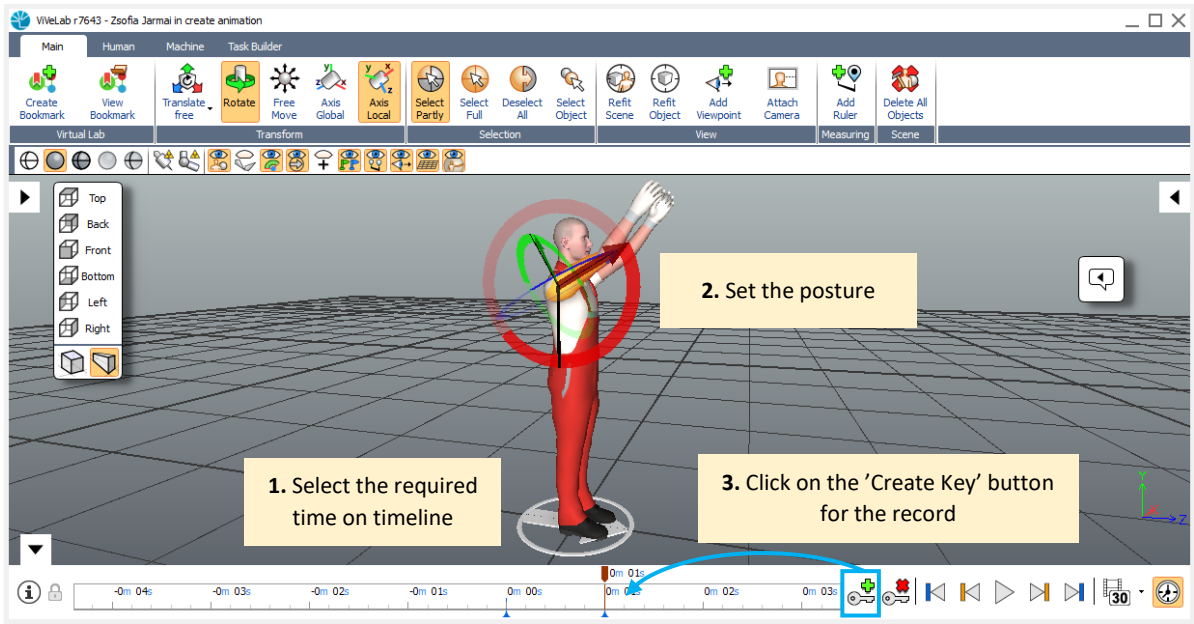 ViVeLab r7643 - Zsofia Jarmai in create animation
Main Human Machine Task Builder
Create Bookmark
View Bookmark
Translate free
Rotate
Free Move
Axis Global
Axis Local
Select Partly
Select Full
Deselect All
Select Object
Refit Scene
Refit Object
Add Viewpoint
Attach Camera
Add Ruler
Delete All Objects
Virtual Lab Transform Selection View Measuring Scene
Top
Back
Front
Bottom
Left
Right
2. Set the posture
1. Select the required
time on timeline
3. Click on the ’Create Key’ button
for the record
Y
Z
0m 01s
-0m 04s -0m 03s -0m 02s -0m 01s 0m 00s 0m 01s 0m 02s 0m 03s
30